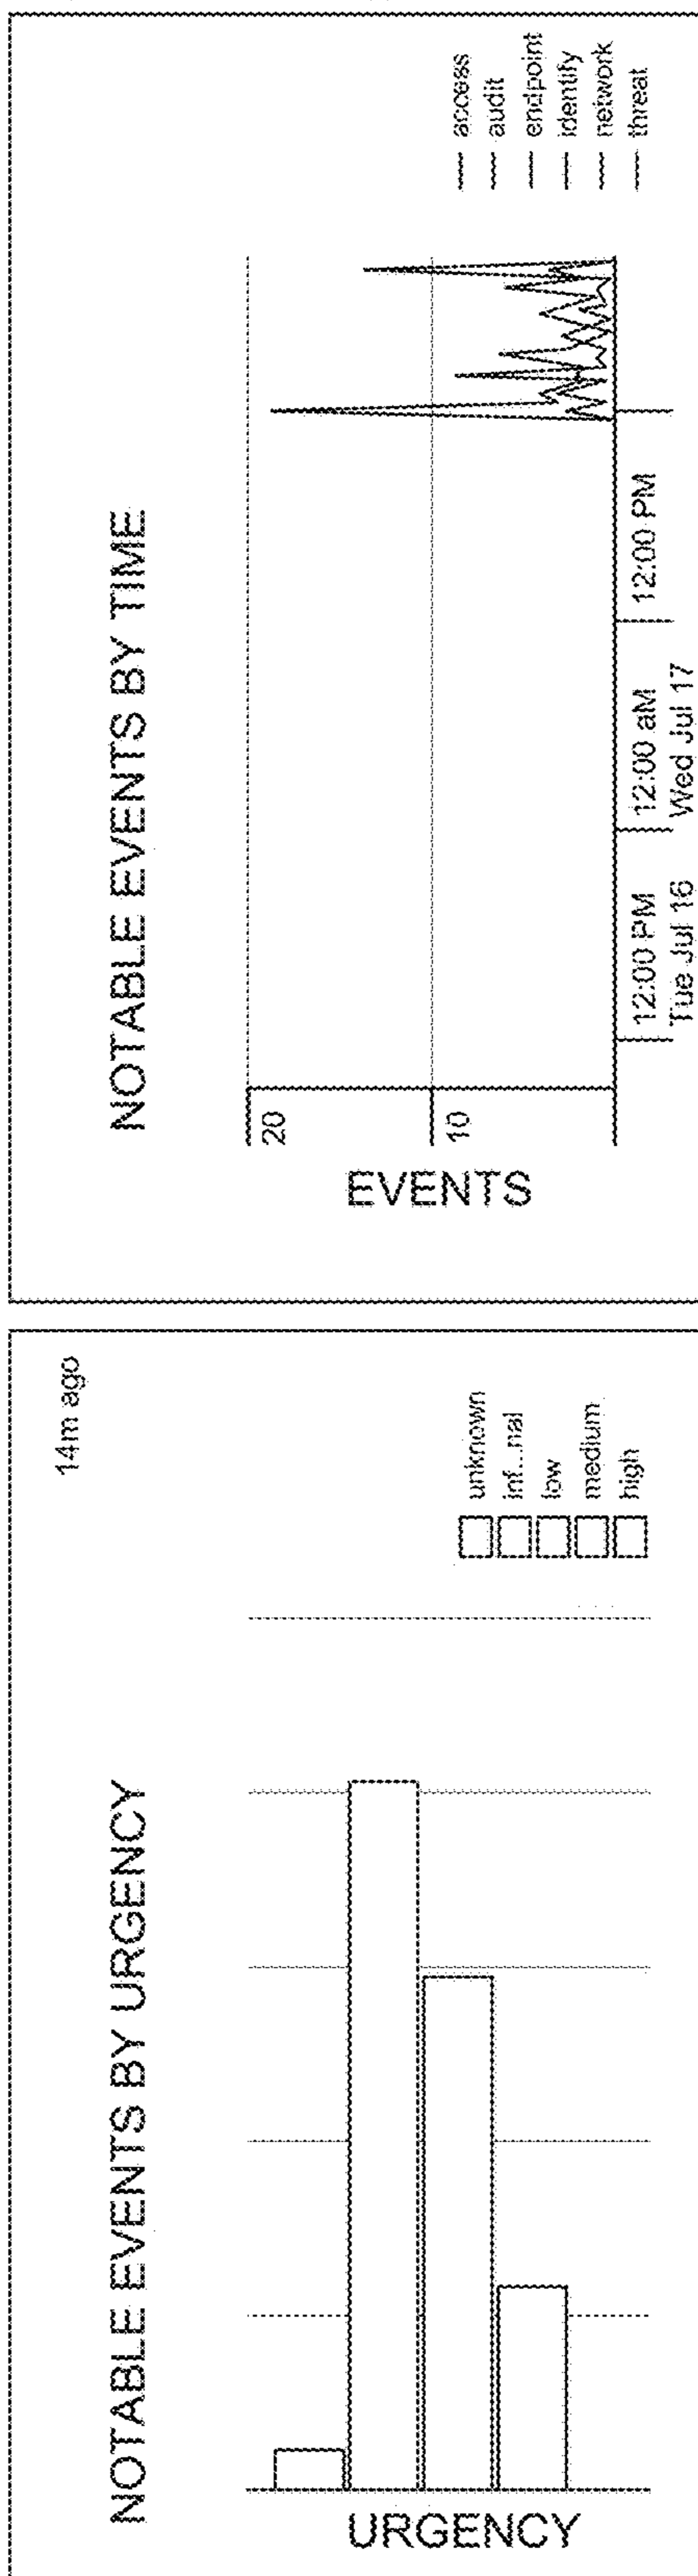 NOTABLE EVENTS BY URGENCY
14m ago
URGENCY
unknown
inf...nal
low
medium
high
NOTABLE EVENTS BY TIME
EVENTS
20
10
12:00 PM
Tue Jul 16
12:00 aM
Wed Jul 17
12:00 PM
access
audit
endpoint
identify
network
threat